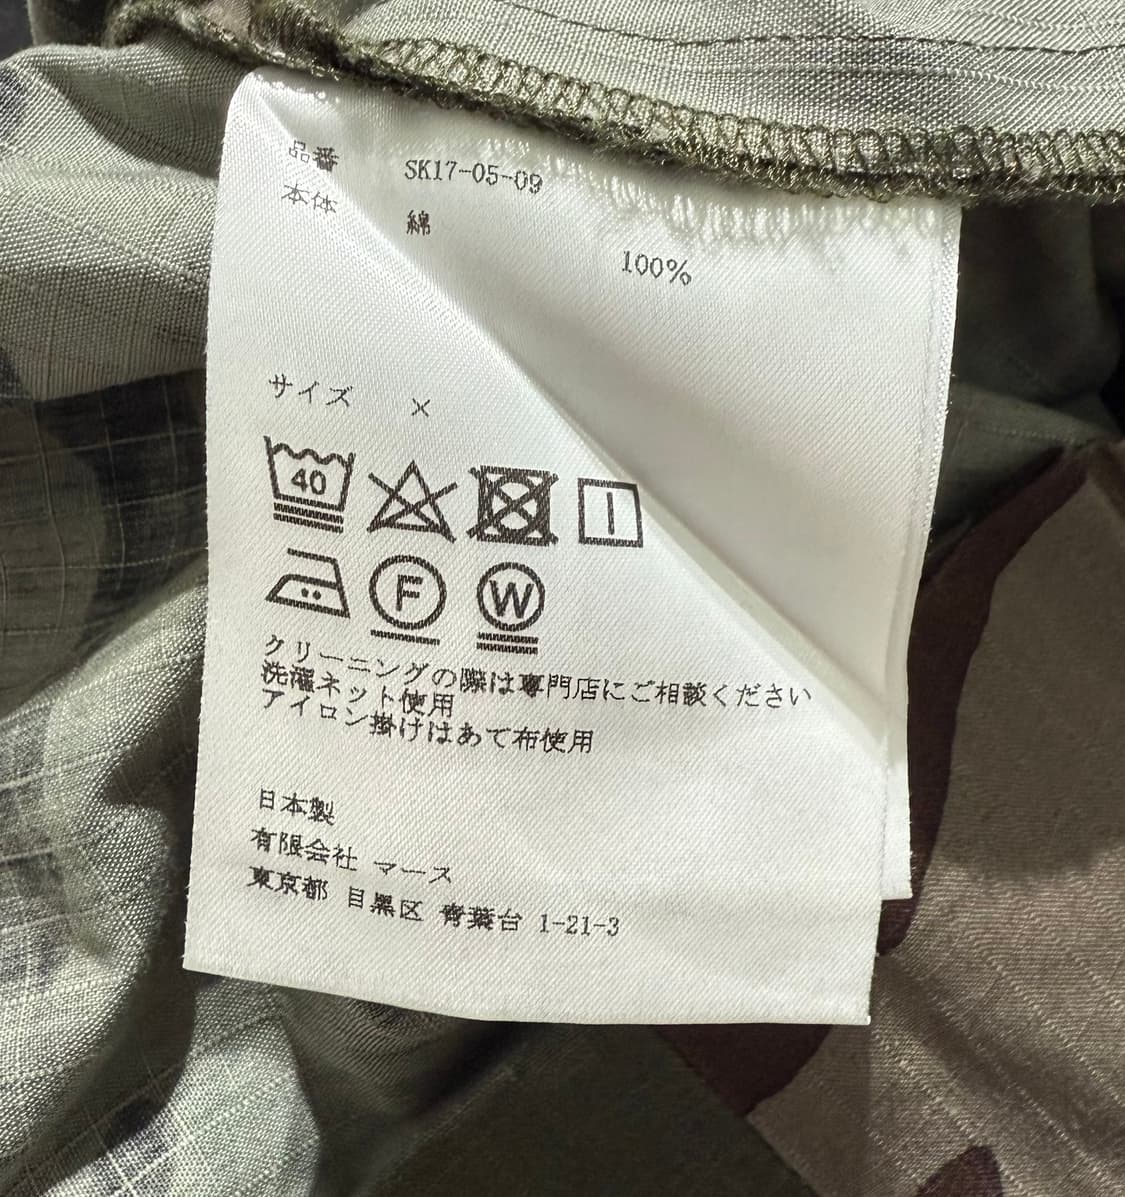 品番 SK17-05-09
本体 綿
100%
サイズ ×
40
F W
クリーニングの際は専門店にご相談ください
洗濯ネット使用
アイロン掛けはあて布使用
日本製
有限会社 マース
東京都 目黒区 青葉台 1-21-3